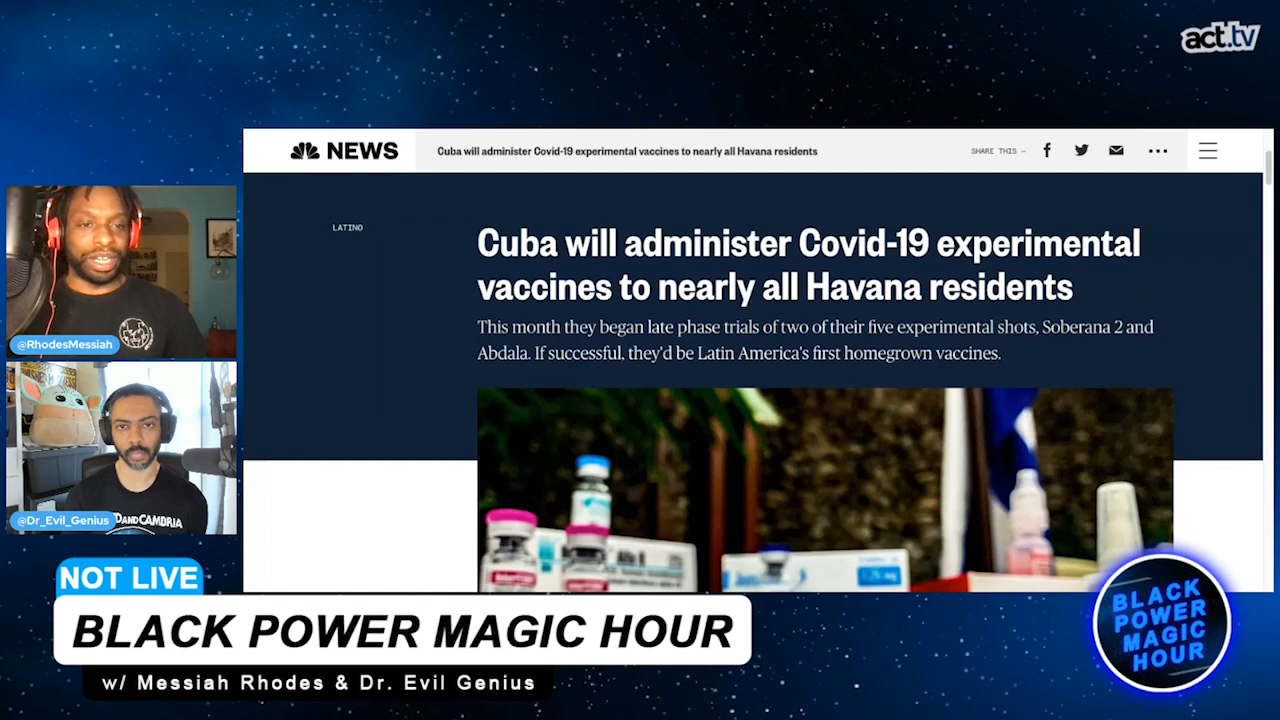 act.tv
NEWS
Cuba will administer Covid-19 experimental vaccines to nearly all Havana residents
SHARE THIS —
LATINO
Cuba will administer Covid-19 experimental
vaccines to nearly all Havana residents
This month they began late phase trials of two of their five experimental shots, Soberana 2 and
Abdala. If successful, they'd be Latin America's first homegrown vaccines.
@RhodesMessiah
@Dr_Evil_Genius
D AND CAMBRIA
NOT LIVE
BLACK POWER MAGIC HOUR
w/ Messiah Rhodes & Dr. Evil Genius
BLACK
POWER
MAGIC
HOUR